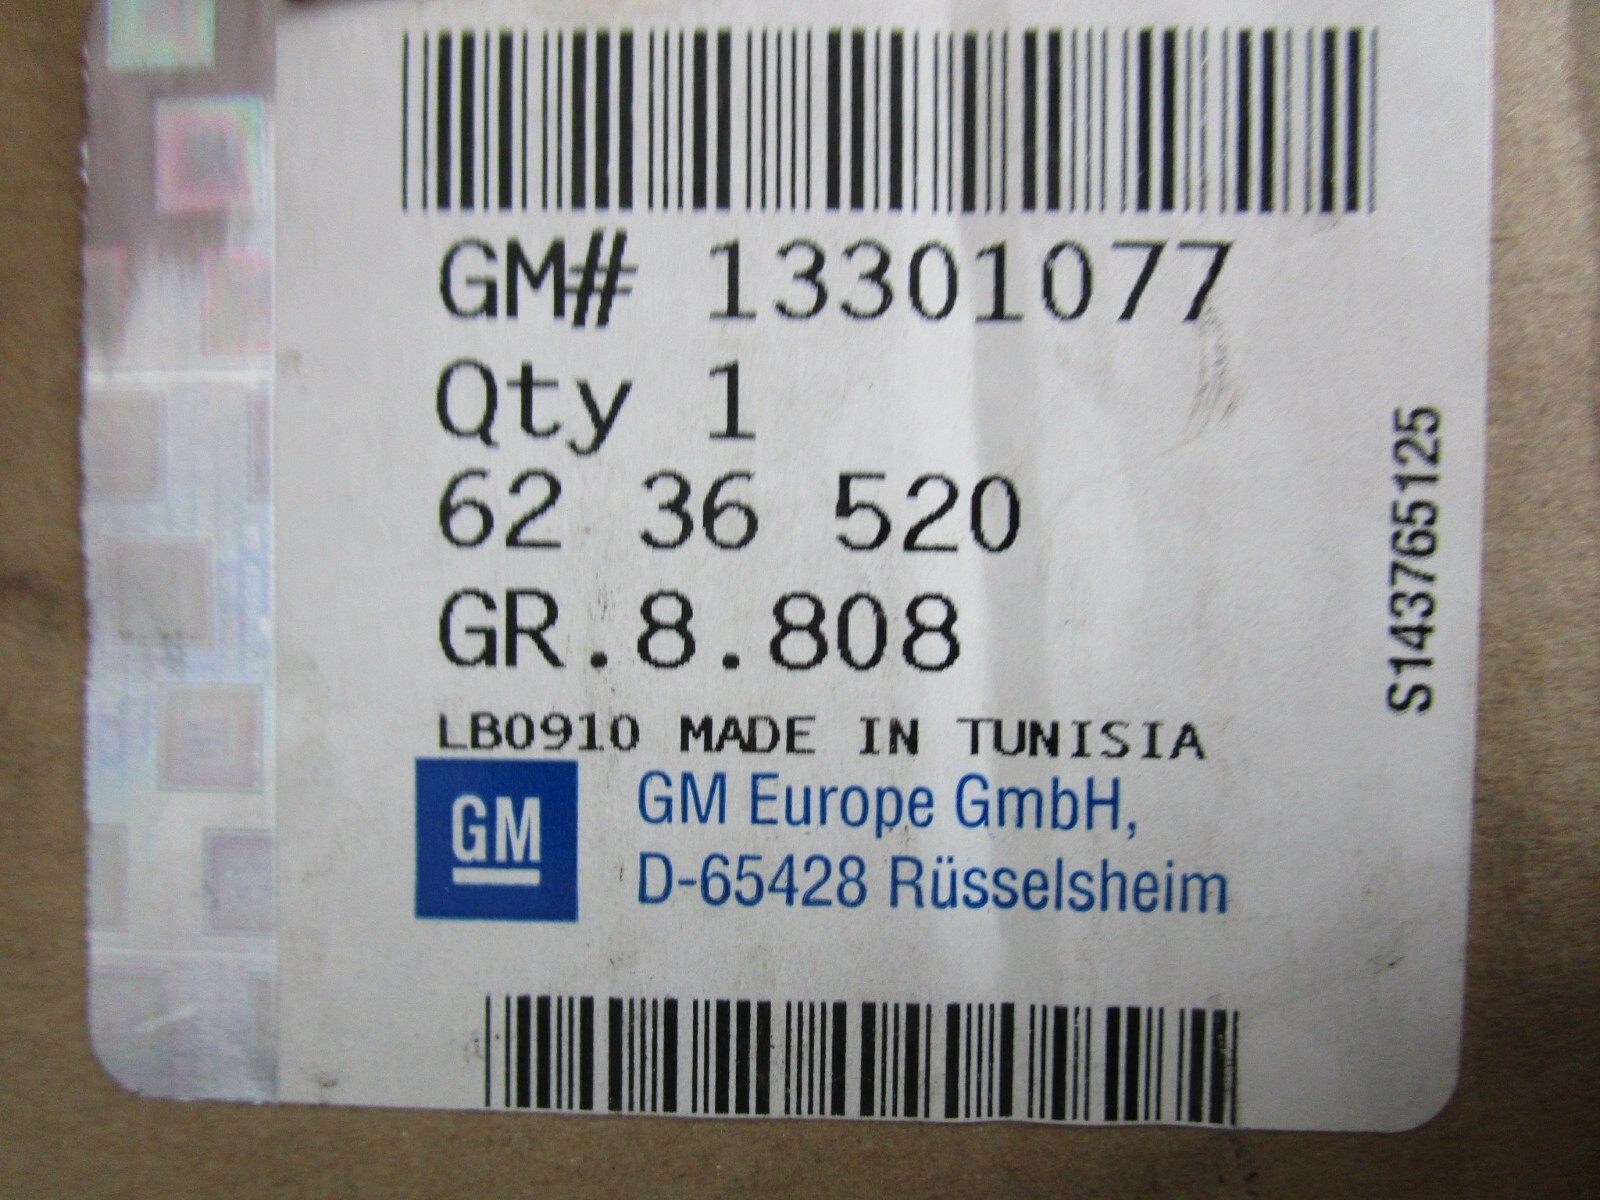 GM# 13301077
Qty 1
62 36 520
GR.8.808
LB0910 MADE IN TUNISIA
GM
GM Europe GmbH,
D-65428 Rüsselsheim
S143765125